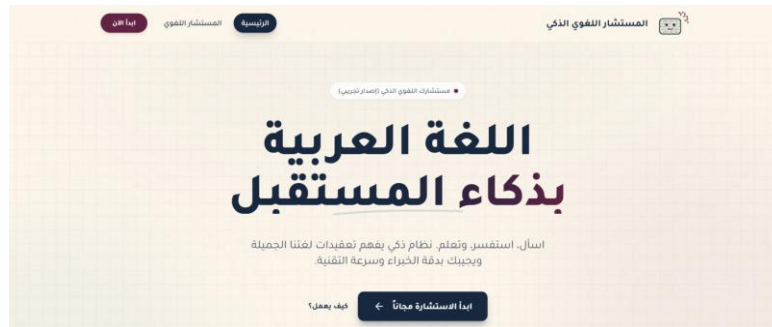 المستشار اللغوي الذكي
الرئيسية
المستشار اللغوي
ابدأ الآن
مستشارك اللغوي الذكي (إصدار تجريبي)
اللغة العربية
بذكاء المستقبل
اسأل، استفسر، وتعلم. نظام ذكي يفهم تعقيدات لغتنا الجميلة
ويجيبك بدقة الخبراء وسرعة التقنية.
ابدأ الاستشارة مجاناً ←
كيف يعمل؟